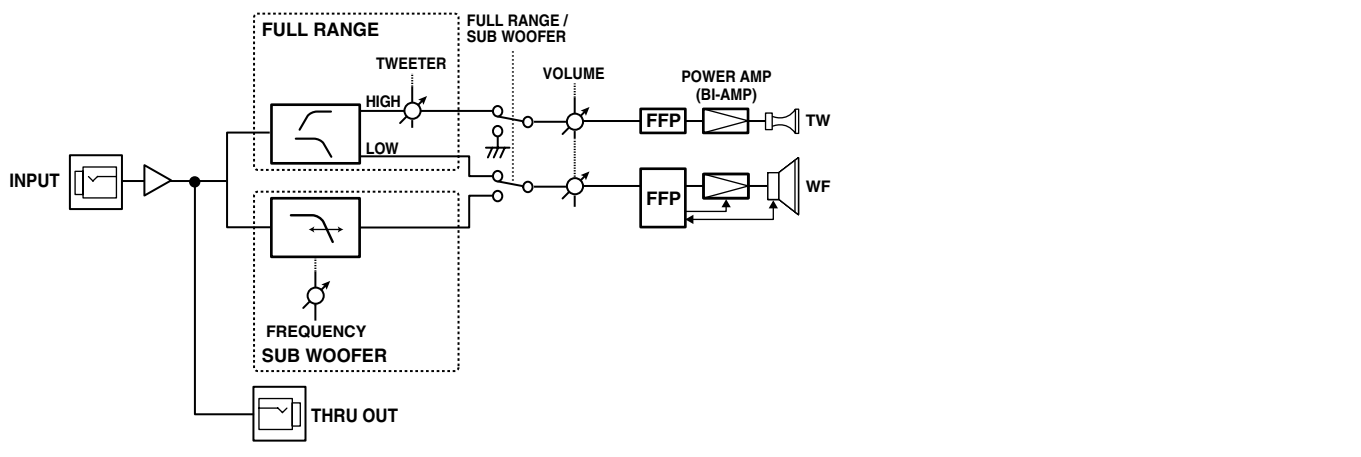 FULL RANGE
FULL RANGE /
SUB WOOFER
TWEETER
VOLUME
POWER AMP
(BI-AMP)
HIGH
FFP
TW
LOW
INPUT
FFP
WF
FREQUENCY
SUB WOOFER
THRU OUT